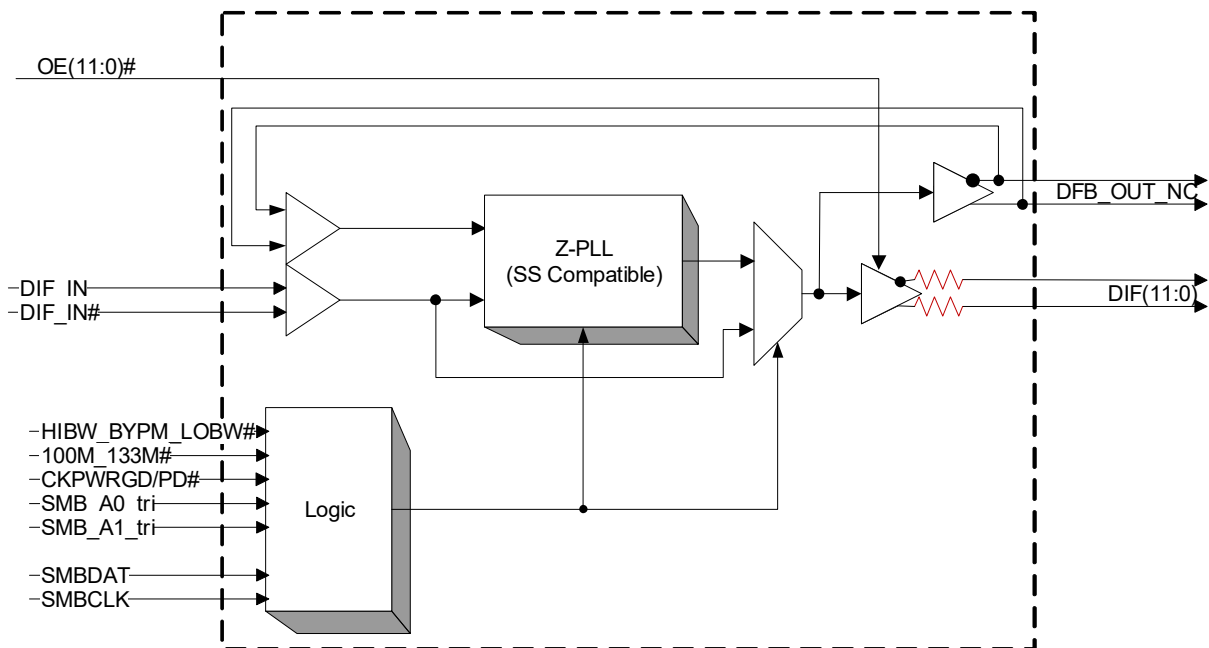 OE(11:0)#
DFB_OUT_NC
Z-PLL
(SS Compatible)
DIF_IN
DIF_IN#
DIF(11:0)
HIBW_BYPM_LOBW#
100M_133M#
CKPWRGD/PD#
SMB_A0_tri
SMB_A1_tri
Logic
SMBDAT
SMBCLK